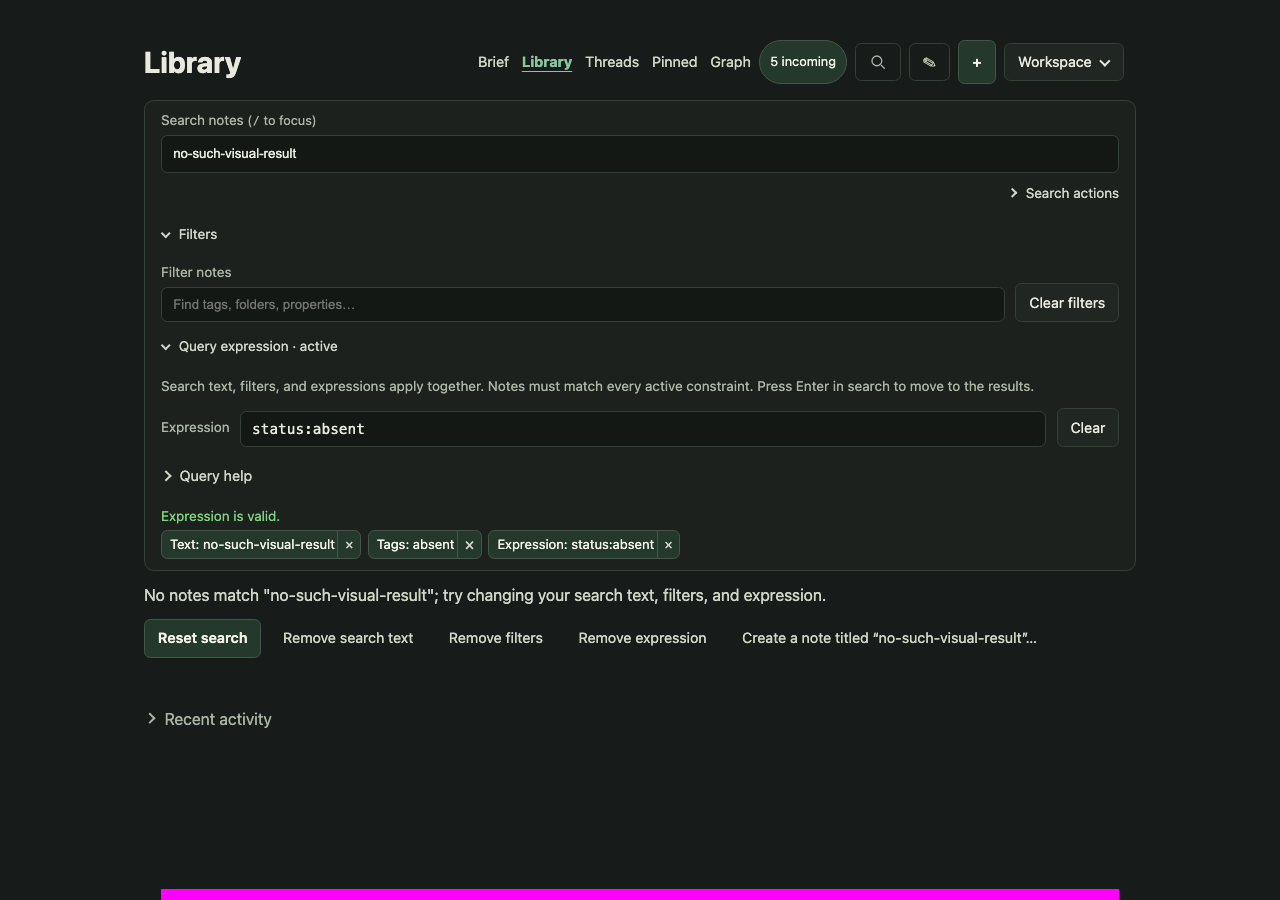 Library
Brief Library Threads Pinned Graph 5 incoming + Workspace
Search notes (/ to focus)
no-such-visual-result
Search actions
Filters
Filter notes
Find tags, folders, properties…
Clear filters
Query expression · active
Search text, filters, and expressions apply together. Notes must match every active constraint. Press Enter in search to move to the results.
Expression status:absent Clear
Query help
Expression is valid.
Text: no-such-visual-result × Tags: absent × Expression: status:absent ×
No notes match "no-such-visual-result"; try changing your search text, filters, and expression.
Reset search Remove search text Remove filters Remove expression Create a note titled “no-such-visual-result”…
Recent activity